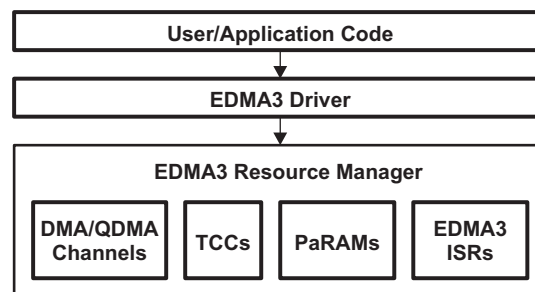 User/Application Code
EDMA3 Driver
EDMA3 Resource Manager
DMA/QDMA
Channels
TCCs
PaRAMs
EDMA3
ISRs